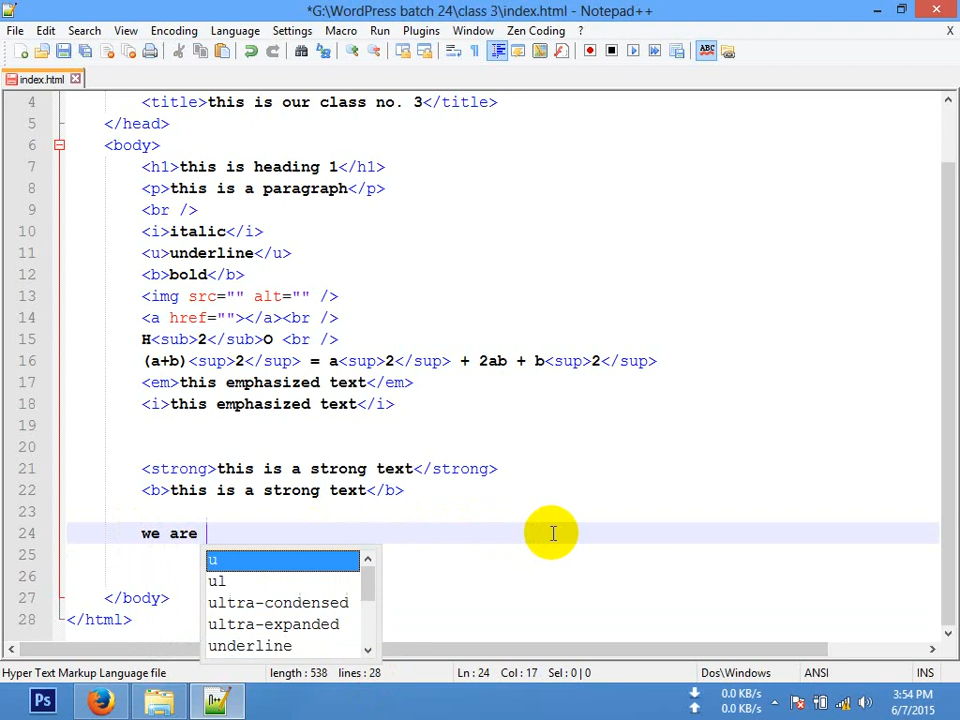 *G:\WordPress batch 24\class 3\index.html - Notepad++
File Edit Search View Encoding Language Settings Macro Run Plugins Window Zen Coding ? X
index.html
4 <title>this is our class no. 3</title>
5 </head>
6 <body>
7 <h1>this is heading 1</h1>
8 <p>this is a paragraph</p>
9 <br />
10 <i>italic</i>
11 <u>underline</u>
12 <b>bold</b>
13 <img src="" alt="" />
14 <a href=""></a><br />
15 H<sub>2</sub>O <br />
16 (a+b)<sup>2</sup> = a<sup>2</sup> + 2ab + b<sup>2</sup>
17 <em>this emphasized text</em>
18 <i>this emphasized text</i>
19
20
21 <strong>this is a strong text</strong>
22 <b>this is a strong text</b>
23
24 we are
25
26
27 </body>
28 </html>
u
ul
ultra-condensed
ultra-expanded
underline
Hyper Text Markup Language file length : 538 lines : 28 Ln : 24 Col : 17 Sel : 0 | 0 Dos\Windows ANSI INS
Ps
0.0 KB/s
0.0 KB/s
3:54 PM
6/7/2015